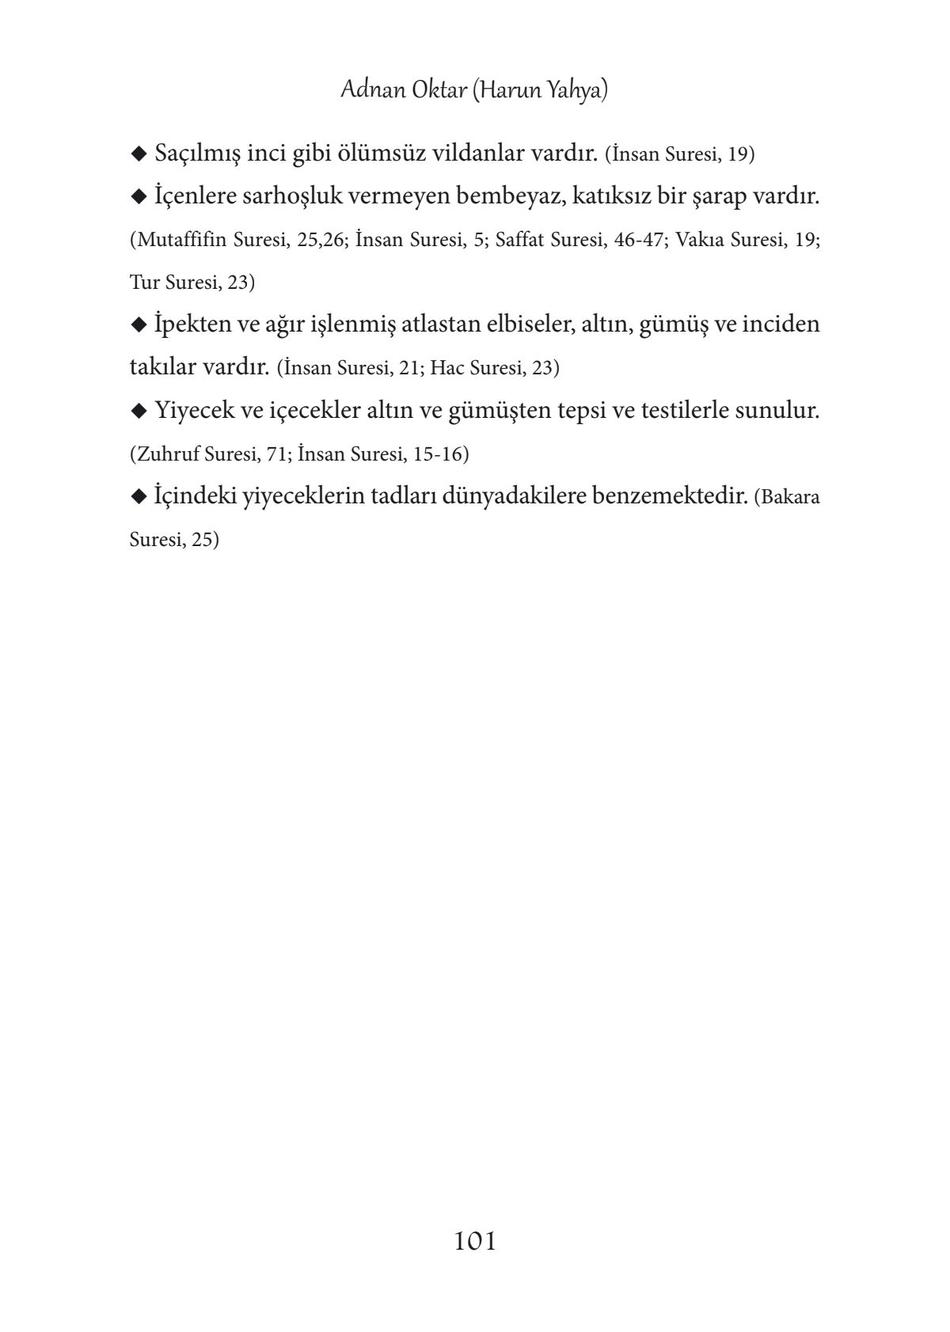 Adnan Oktar (Harun Yahya)
◆ Saçılmış inci gibi ölümsüz vildanlar vardır. (İnsan Suresi, 19)
◆ İçenlere sarhoşluk vermeyen bembeyaz, katıksız bir şarap vardır.
(Mutaffifin Suresi, 25,26; İnsan Suresi, 5; Saffat Suresi, 46-47; Vakıa Suresi, 19;
Tur Suresi, 23)
◆ İpekten ve ağır işlenmiş atlastan elbiseler, altın, gümüş ve inciden
takılar vardır. (İnsan Suresi, 21; Hac Suresi, 23)
◆ Yiyecek ve içecekler altın ve gümüşten tepsi ve testilerle sunulur.
(Zuhruf Suresi, 71; İnsan Suresi, 15-16)
◆ İçindeki yiyeceklerin tadları dünyadakilere benzemektedir. (Bakara
Suresi, 25)
101